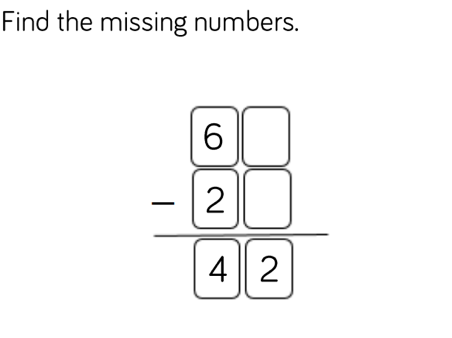 Find the missing numbers.
6
− 2
4 2